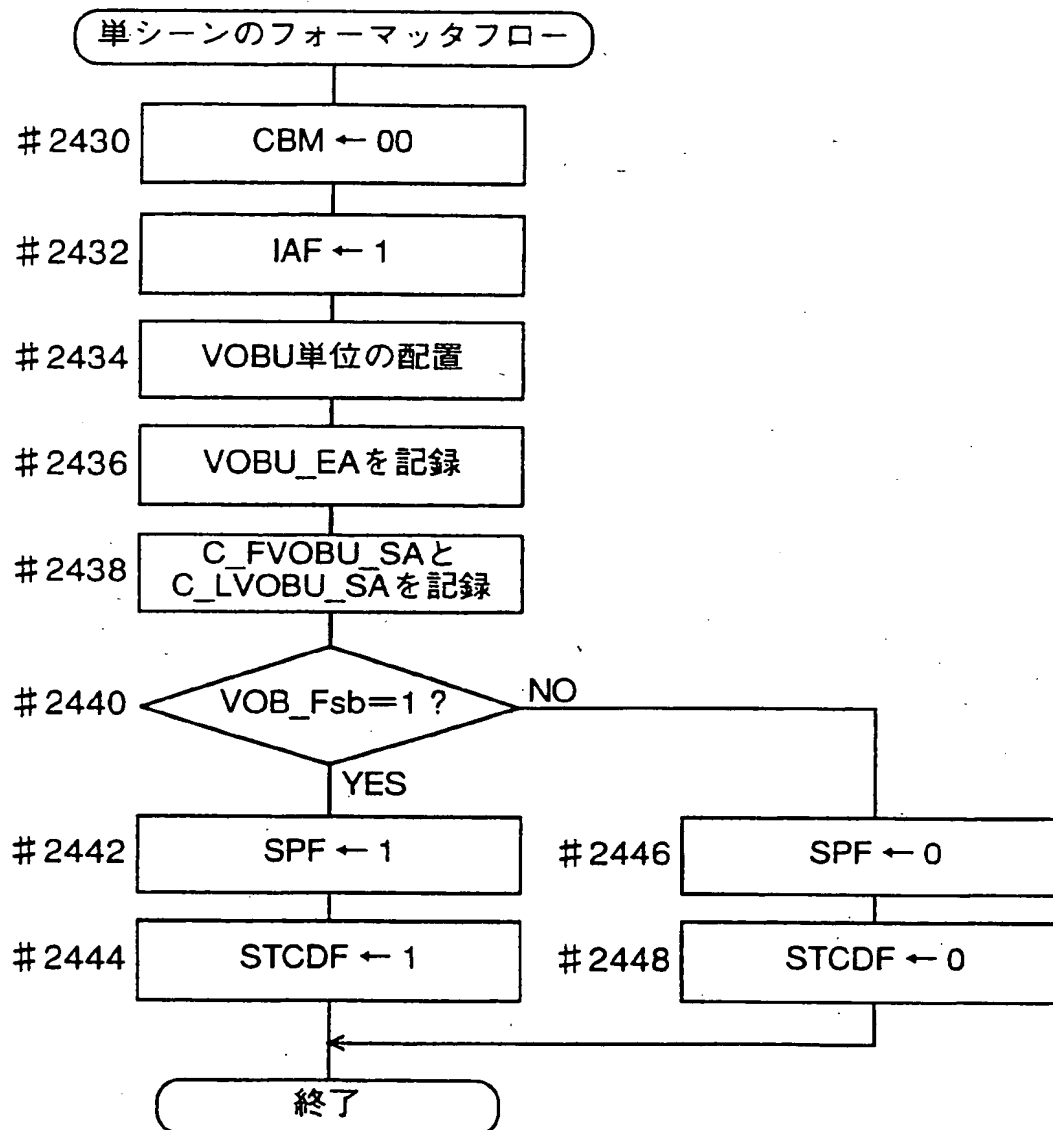 単シーンのフォーマッタフロー
#2430
CBM ← 00
#2432
IAF ← 1
#2434
VOBU単位の配置
#2436
VOBU_EAを記録
#2438
C_FVOBU_SAと
C_LVOBU_SAを記録
#2440
VOB_Fsb=1 ?
NO
YES
#2442
SPF ← 1
#2446
SPF ← 0
#2444
STCDF ← 1
#2448
STCDF ← 0
終了